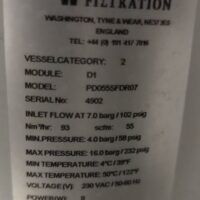 FILTRATION
WASHINGTON, TYNE & WEAR, NE37 3ES
ENGLAND
TEL: +44 (0) 191 417 7816
VESSELCATEGORY: 2
MODULE: D1
MODEL: PD055SFDR07
SERIAL No: 4902
INLET FLOW AT 7.0 barg / 102 psig
Nm³/hr: 93 scfm: 55
MIN.PRESSURE: 4.0 barg / 58 psig
MAX PRESSURE: 16.0 barg / 232 psig
MIN TEMPERATURE: 4°C / 39°F
MAX TEMPERATURE: 50°C / 122°F
VOLTAGE (V): 230 VAC / 50-60 Hz
POWER (W): 8